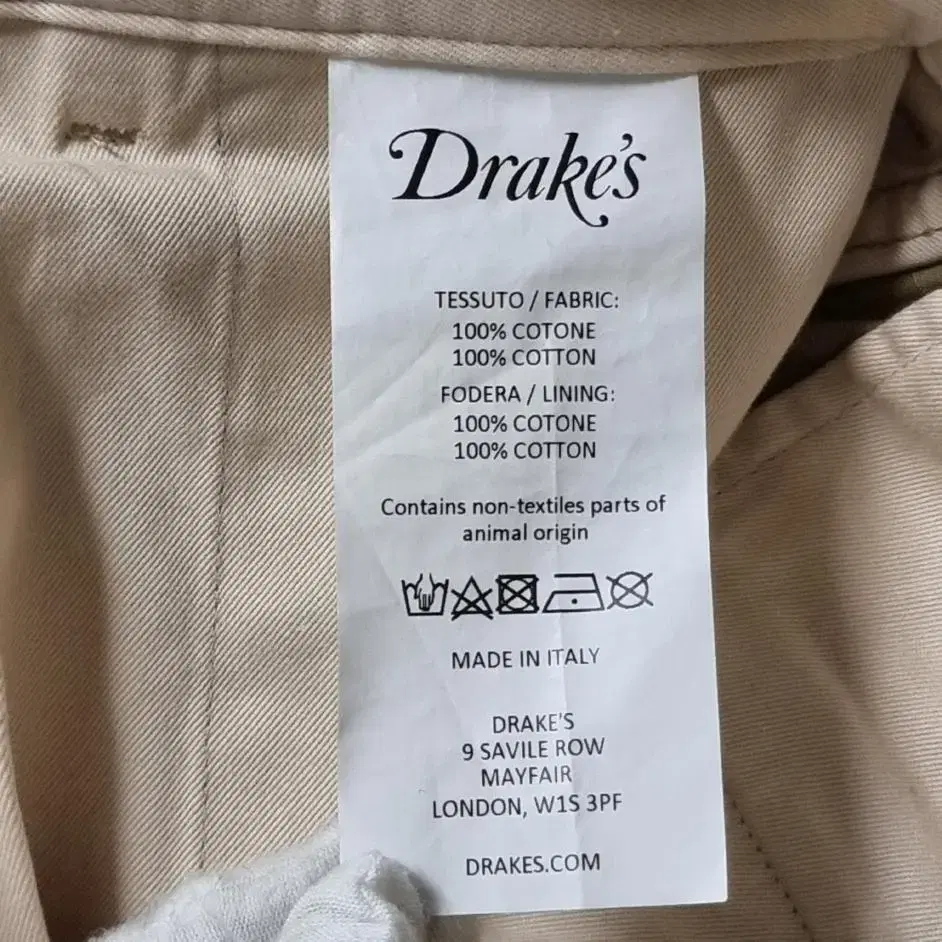 Drake's
TESSUTO / FABRIC:
100% COTONE
100% COTTON
FODERA / LINING:
100% COTONE
100% COTTON
Contains non-textiles parts of
animal origin
MADE IN ITALY
DRAKE'S
9 SAVILE ROW
MAYFAIR
LONDON, W1S 3PF
DRAKES.COM